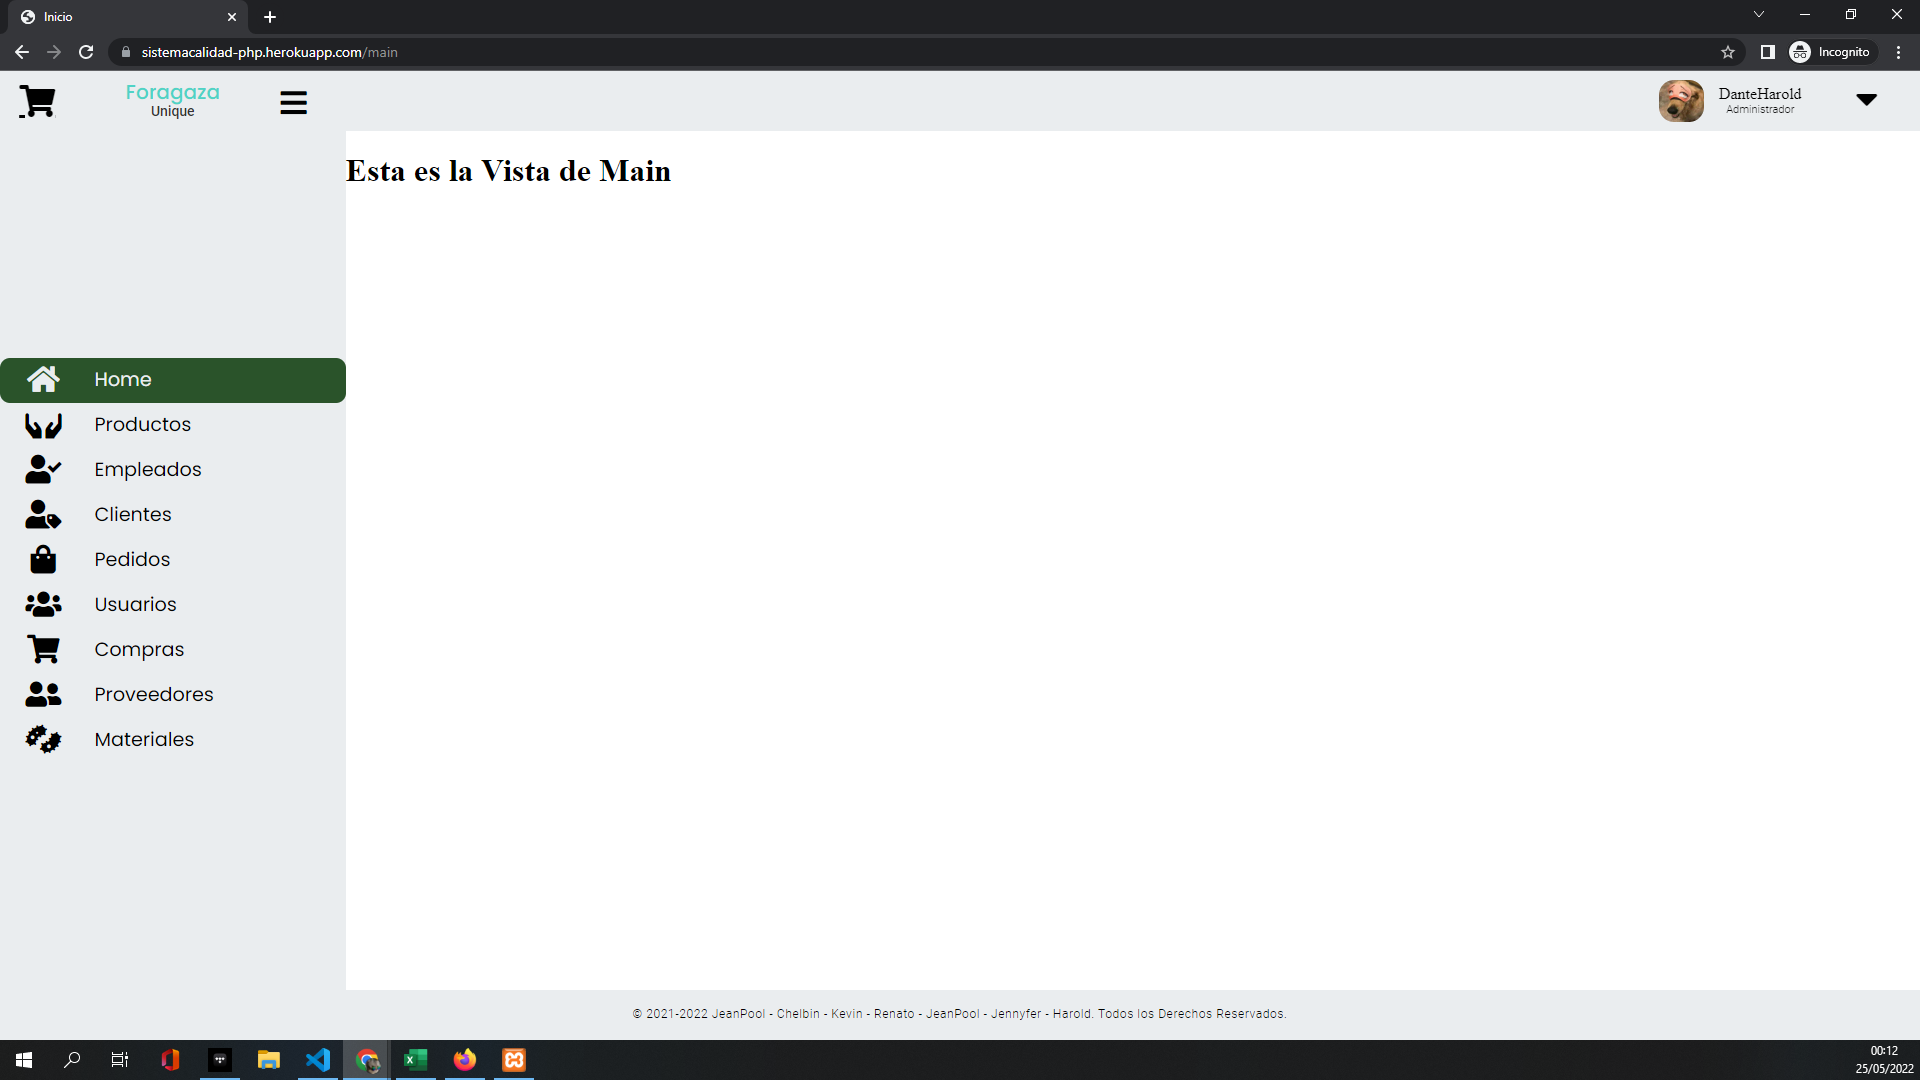 Inicio
sistemacalidad-php.herokuapp.com/main
Incognito
Foragaza
Unique
DanteHarold
Administrador
Esta es la Vista de Main
Home
Productos
Empleados
Clientes
Pedidos
Usuarios
Compras
Proveedores
Materiales
© 2021-2022 JeanPool - Chelbin - Kevin - Renato - JeanPool - Jennyfer - Harold. Todos los Derechos Reservados.
00:12
25/05/2022